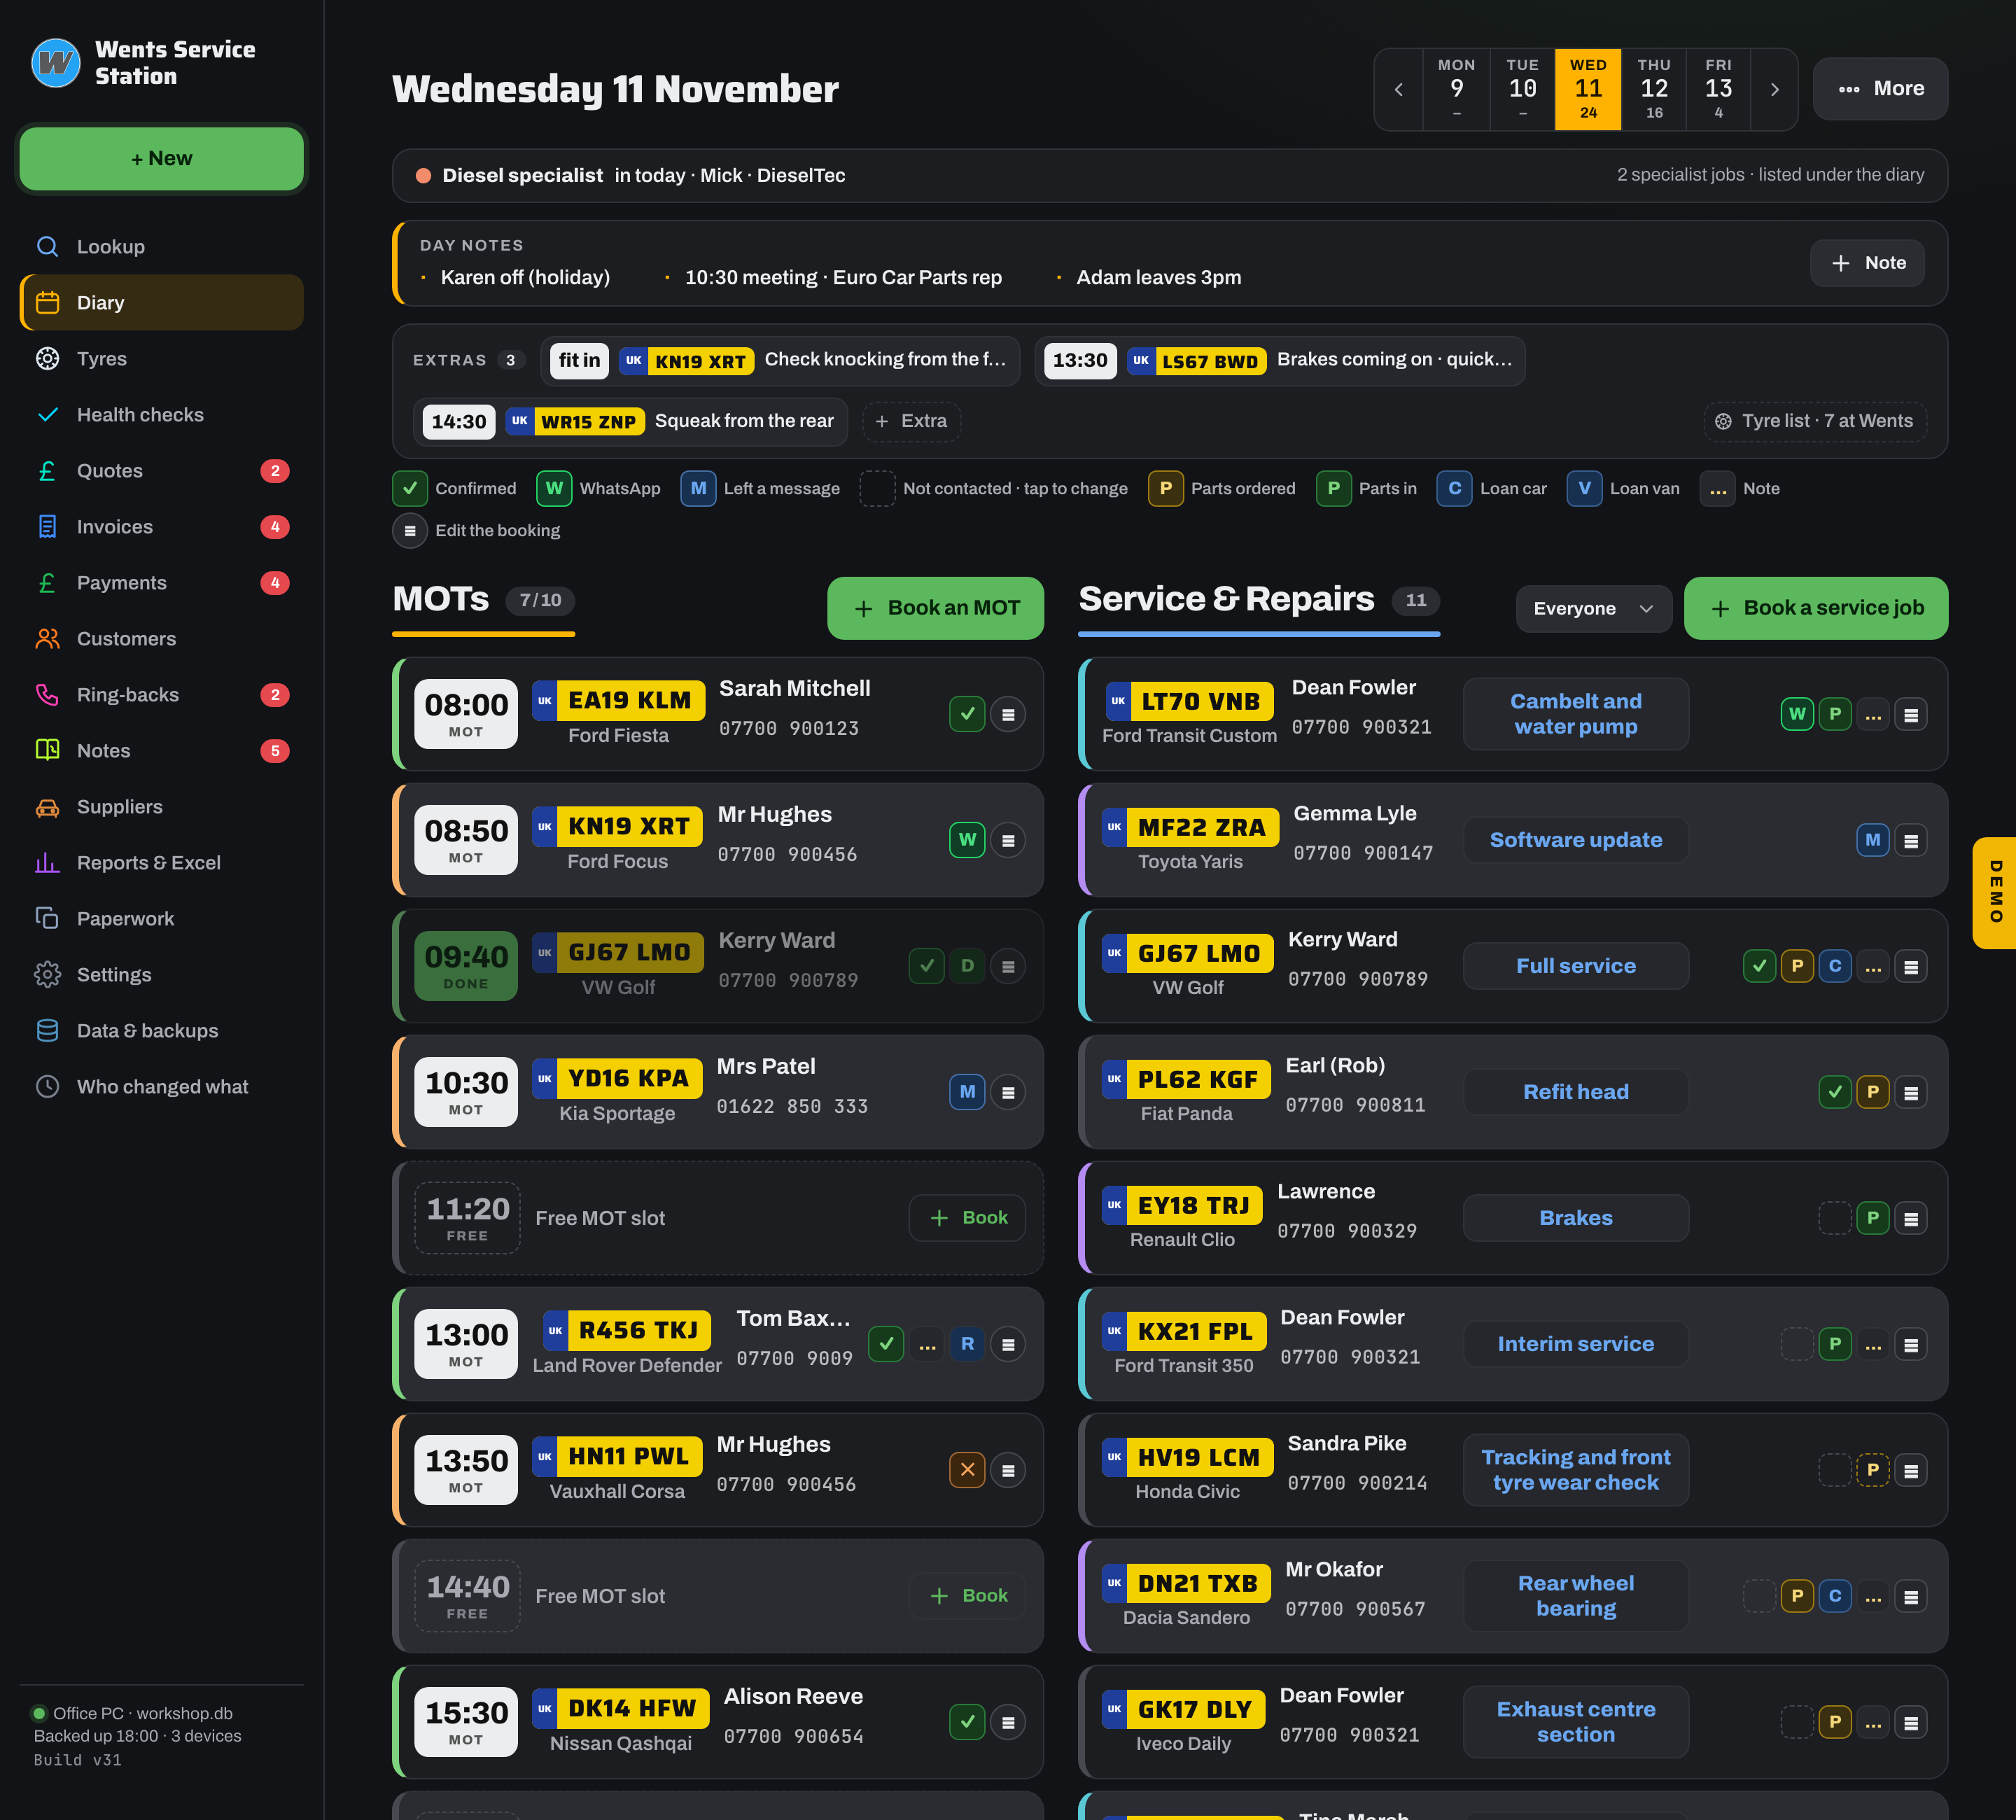 W
Wents Service
Station
+ New
Lookup
Diary
Tyres
Health checks
£ Quotes 2
Invoices 4
£ Payments 4
Customers
Ring-backs 2
Notes 5
Suppliers
Reports & Excel
Paperwork
Settings
Data & backups
Who changed what
Office PC · workshop.db
Backed up 18:00 · 3 devices
Build v31
Wednesday 11 November
MON TUE WED THU FRI
9 10 11 12 13
– – 24 16 4
More
Diesel specialist in today · Mick · DieselTec
2 specialist jobs · listed under the diary
DAY NOTES
· Karen off (holiday) · 10:30 meeting · Euro Car Parts rep · Adam leaves 3pm
+ Note
EXTRAS 3 fit in UK KN19 XRT Check knocking from the f... 13:30 UK LS67 BWD Brakes coming on · quick...
14:30 UK WR15 ZNP Squeak from the rear + Extra Tyre list · 7 at Wents
Confirmed W WhatsApp M Left a message Not contacted · tap to change P Parts ordered P Parts in C Loan car V Loan van ... Note
Edit the booking
MOTs 7/10
+ Book an MOT
08:00 UK EA19 KLM Sarah Mitchell
MOT Ford Fiesta 07700 900123
08:50 UK KN19 XRT Mr Hughes W
MOT Ford Focus 07700 900456
09:40 UK GJ67 LMO Kerry Ward D
DONE VW Golf 07700 900789
10:30 UK YD16 KPA Mrs Patel M
MOT Kia Sportage 01622 850 333
11:20 Free MOT slot + Book
FREE
13:00 UK R456 TKJ Tom Bax... ... R
MOT Land Rover Defender 07700 9009
13:50 UK HN11 PWL Mr Hughes
MOT Vauxhall Corsa 07700 900456
14:40 Free MOT slot + Book
FREE
15:30 UK DK14 HFW Alison Reeve
MOT Nissan Qashqai 07700 900654
Service & Repairs 11
Everyone
+ Book a service job
UK LT70 VNB Dean Fowler
Ford Transit Custom 07700 900321
Cambelt and
water pump
W P ...
UK MF22 ZRA Gemma Lyle
Toyota Yaris 07700 900147
Software update
M
UK GJ67 LMO Kerry Ward
VW Golf 07700 900789
Full service
P C ...
UK PL62 KGF Earl (Rob)
Fiat Panda 07700 900811
Refit head
P
UK EY18 TRJ Lawrence
Renault Clio 07700 900329
Brakes
P
UK KX21 FPL Dean Fowler
Ford Transit 350 07700 900321
Interim service
P ...
UK HV19 LCM Sandra Pike
Honda Civic 07700 900214
Tracking and front
tyre wear check
P
UK DN21 TXB Mr Okafor
Dacia Sandero 07700 900567
Rear wheel
bearing
P C ...
UK GK17 DLY Dean Fowler
Iveco Daily 07700 900321
Exhaust centre
section
P ...
DEMO